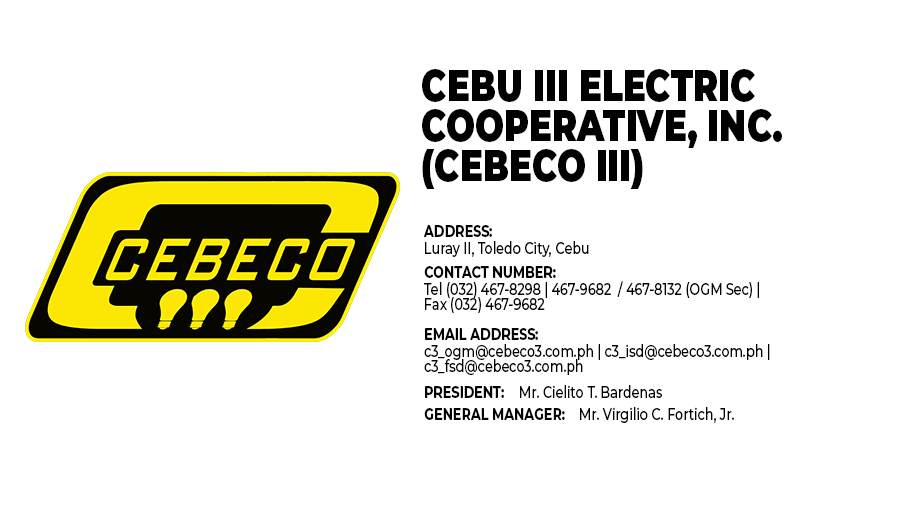 CEBU III ELECTRIC
COOPERATIVE, INC.
(CEBECO III)
CEBECO
ADDRESS:
Luray II, Toledo City, Cebu
CONTACT NUMBER:
Tel (032) 467-8298 | 467-9682 / 467-8132 (OGM Sec) |
Fax (032) 467-9682
EMAIL ADDRESS:
c3_ogm@cebeco3.com.ph | c3_isd@cebeco3.com.ph |
c3_fsd@cebeco3.com.ph
PRESIDENT: Mr. Cielito T. Bardenas
GENERAL MANAGER: Mr. Virgilio C. Fortich, Jr.